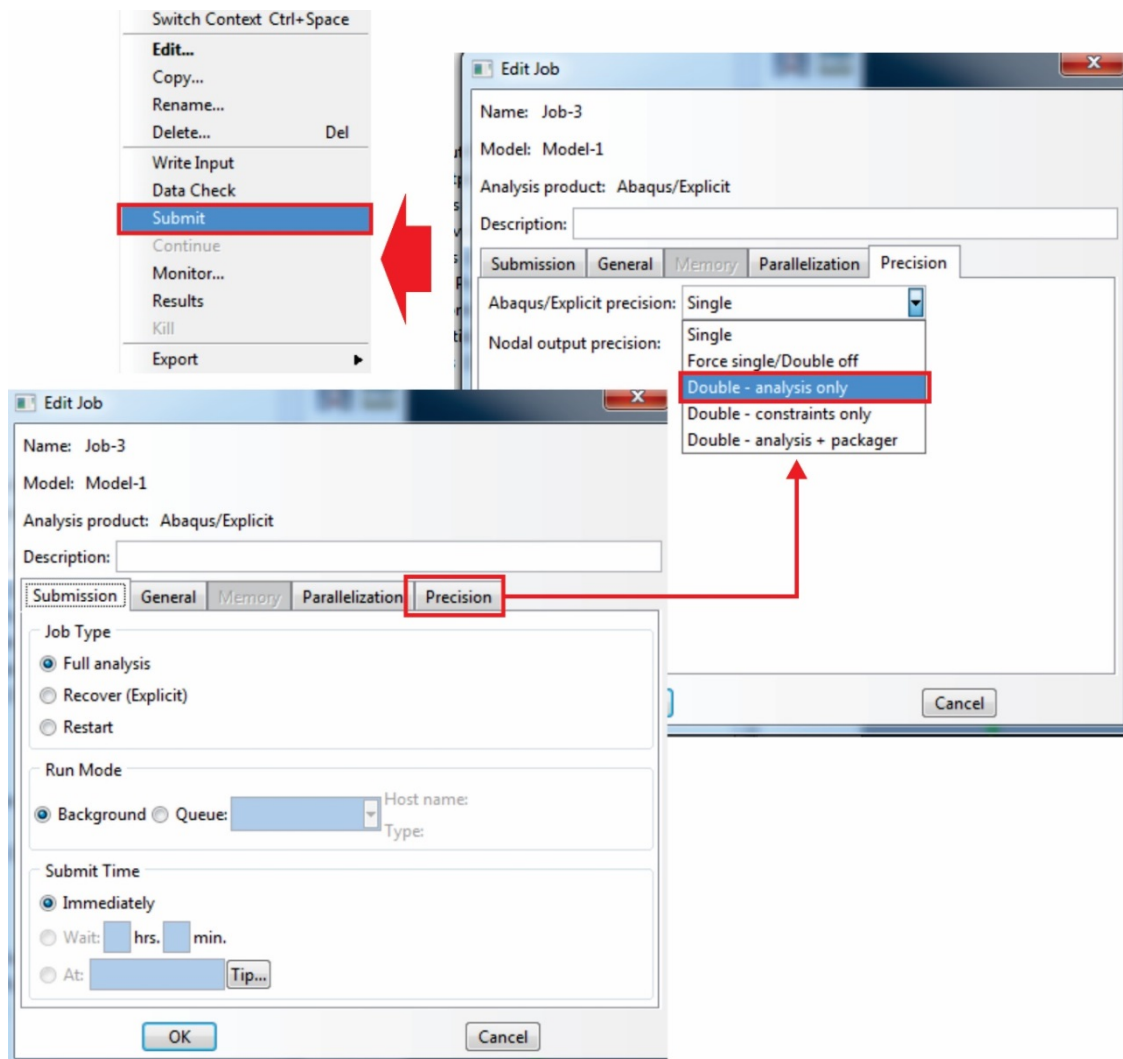 Switch Context Ctrl+Space
Edit...
Copy...
Rename...
Delete... Del
Write Input
Data Check
Submit
Continue
Monitor...
Results
Kill
Export
Edit Job
Name: Job-3
Model: Model-1
Analysis product: Abaqus/Explicit
Description:
Submission General Memory Parallelization Precision
Abaqus/Explicit precision: Single
Nodal output precision:
Single
Force single/Double off
Double - analysis only
Double - constraints only
Double - analysis + packager
Cancel
Edit Job
Name: Job-3
Model: Model-1
Analysis product: Abaqus/Explicit
Description:
Submission General Memory Parallelization Precision
Job Type
Full analysis
Recover (Explicit)
Restart
Run Mode
Background Queue: Host name:
Type:
Submit Time
Immediately
Wait: hrs. min.
At: Tip...
OK Cancel